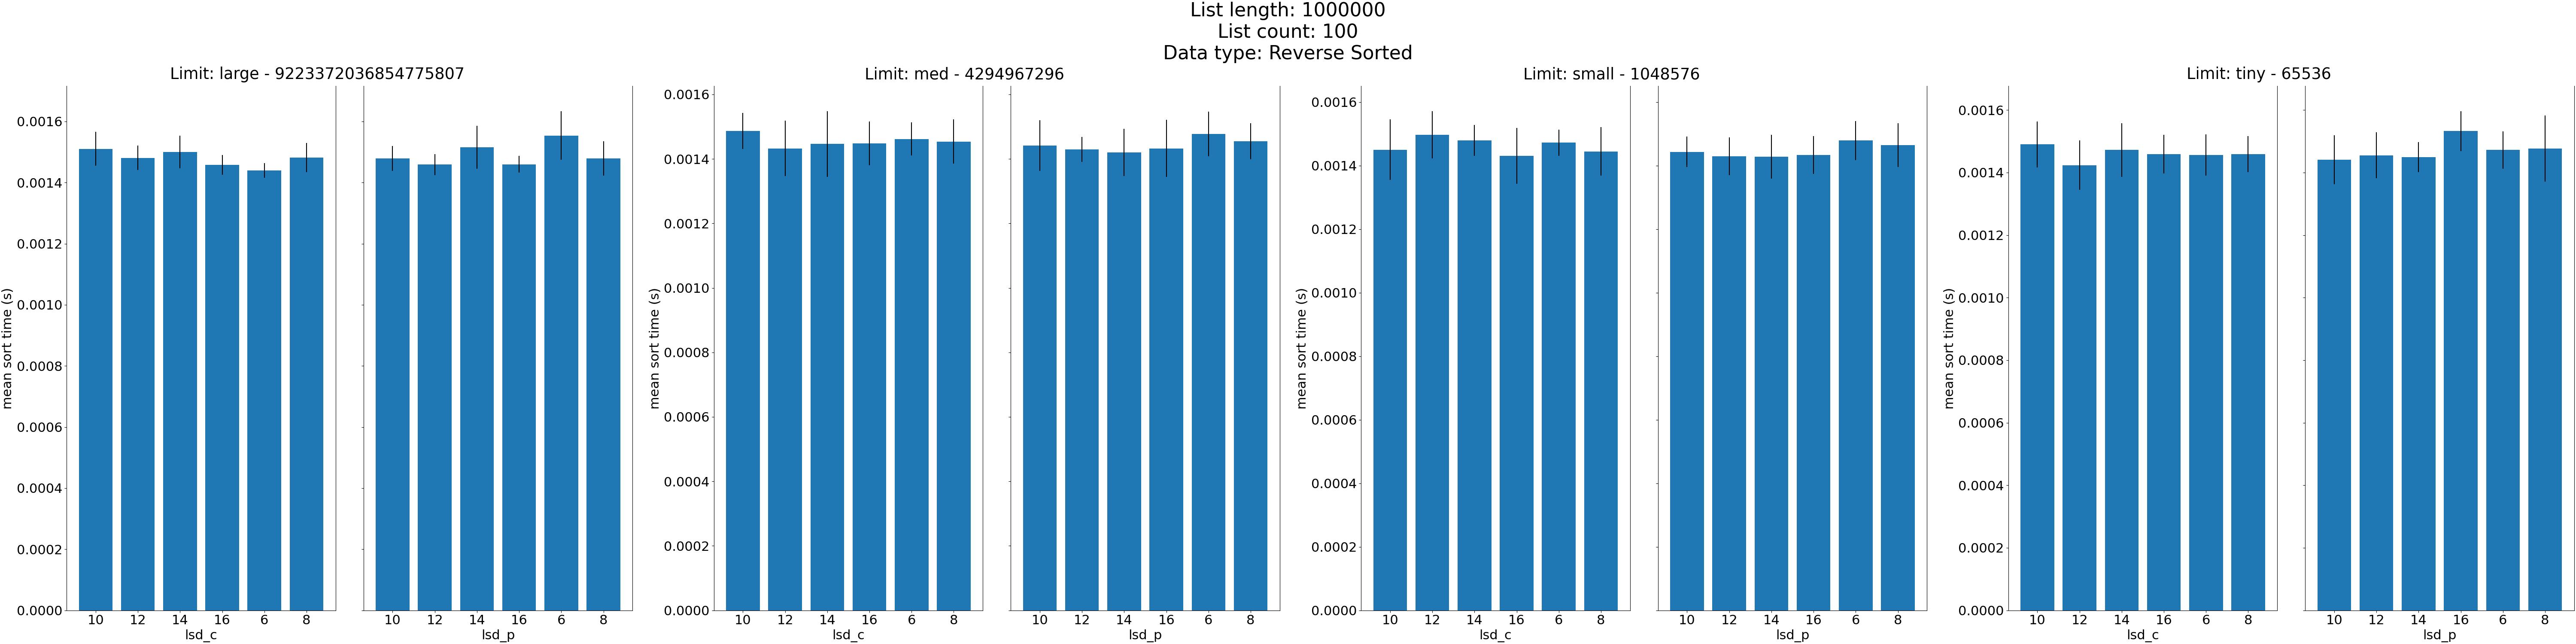 List length: 1000000
List count: 100
Data type: Reverse Sorted
Limit: large - 9223372036854775807
mean sort time (s)
0.0016
0.0014
0.0012
0.0010
0.0008
0.0006
0.0004
0.0002
0.0000
10 12 14 16 6 8
lsd_c
10 12 14 16 6 8
lsd_p
Limit: med - 4294967296
mean sort time (s)
0.0016
0.0014
0.0012
0.0010
0.0008
0.0006
0.0004
0.0002
0.0000
10 12 14 16 6 8
lsd_c
10 12 14 16 6 8
lsd_p
Limit: small - 1048576
mean sort time (s)
0.0016
0.0014
0.0012
0.0010
0.0008
0.0006
0.0004
0.0002
0.0000
10 12 14 16 6 8
lsd_c
10 12 14 16 6 8
lsd_p
Limit: tiny - 65536
mean sort time (s)
0.0016
0.0014
0.0012
0.0010
0.0008
0.0006
0.0004
0.0002
0.0000
10 12 14 16 6 8
lsd_c
10 12 14 16 6 8
lsd_p